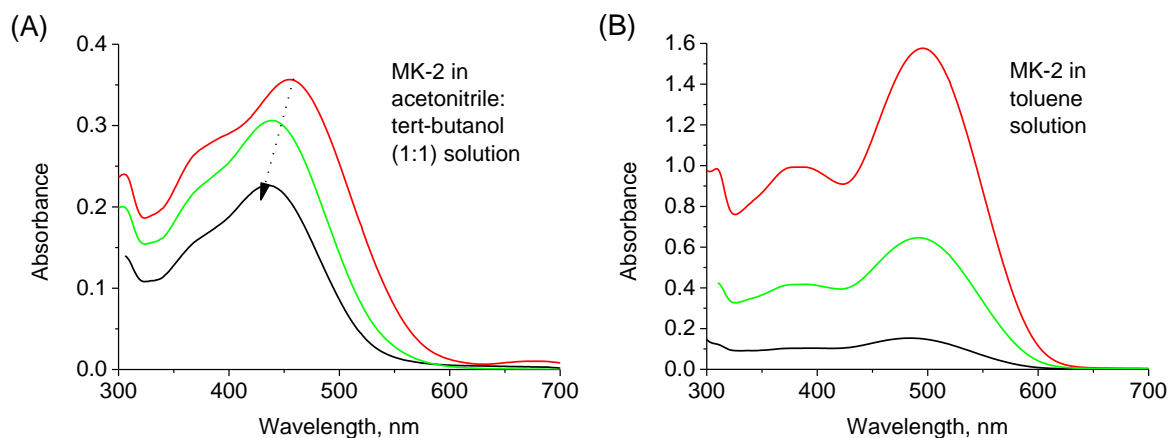 (A)
0.4
0.3
0.2
0.1
0.0
Absorbance
MK-2 in
acetonitrile:
tert-butanol
(1:1) solution
300
400
500
600
700
Wavelength, nm
(B)
1.6
1.4
1.2
1.0
0.8
0.6
0.4
0.2
0.0
Absorbance
MK-2 in
toluene
solution
300
400
500
600
700
Wavelength, nm